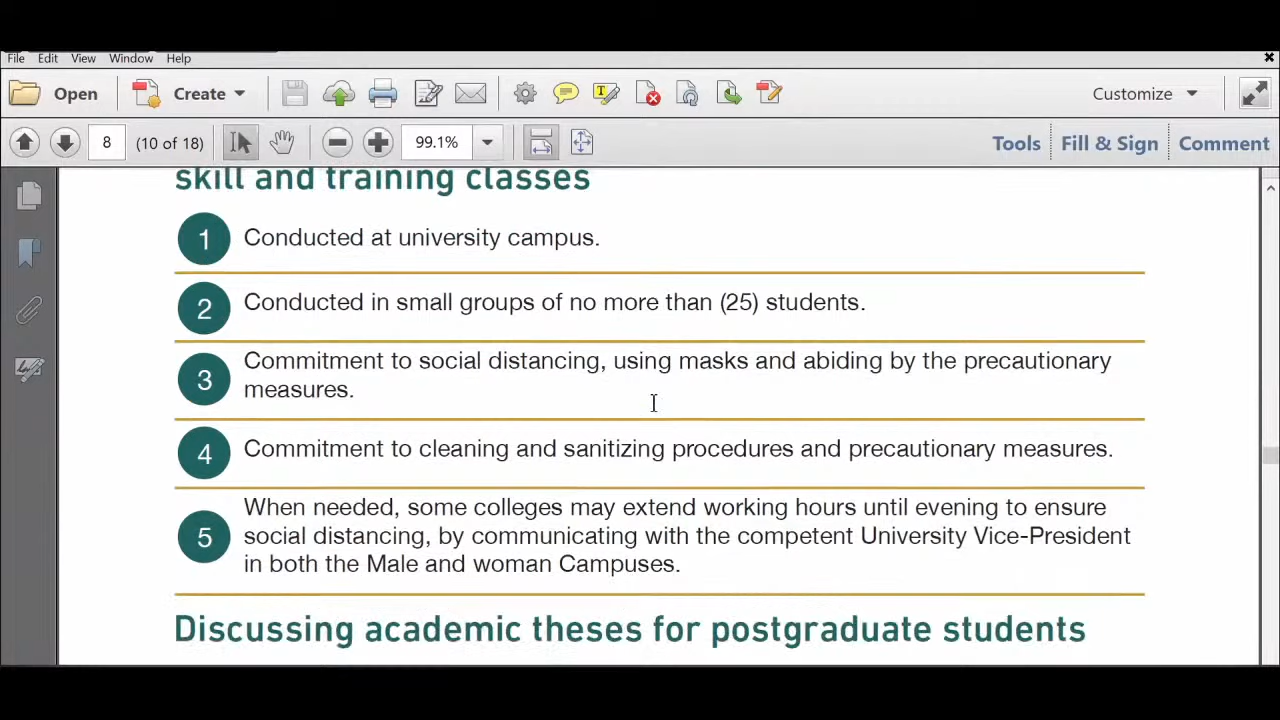 File Edit View Window Help
Open Create Customize
8 (10 of 18) 99.1% Tools Fill & Sign Comment
skill and training classes
1 Conducted at university campus.
2 Conducted in small groups of no more than (25) students.
3 Commitment to social distancing, using masks and abiding by the precautionary
measures.
4 Commitment to cleaning and sanitizing procedures and precautionary measures.
5 When needed, some colleges may extend working hours until evening to ensure
social distancing, by communicating with the competent University Vice-President
in both the Male and woman Campuses.
Discussing academic theses for postgraduate students